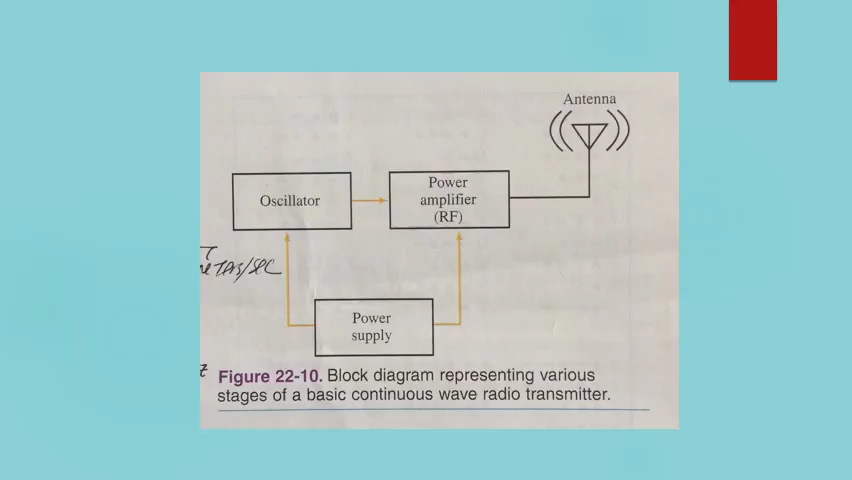 Antenna
Oscillator
Power
amplifier
(RF)
Power
supply
Figure 22-10. Block diagram representing various
stages of a basic continuous wave radio transmitter.